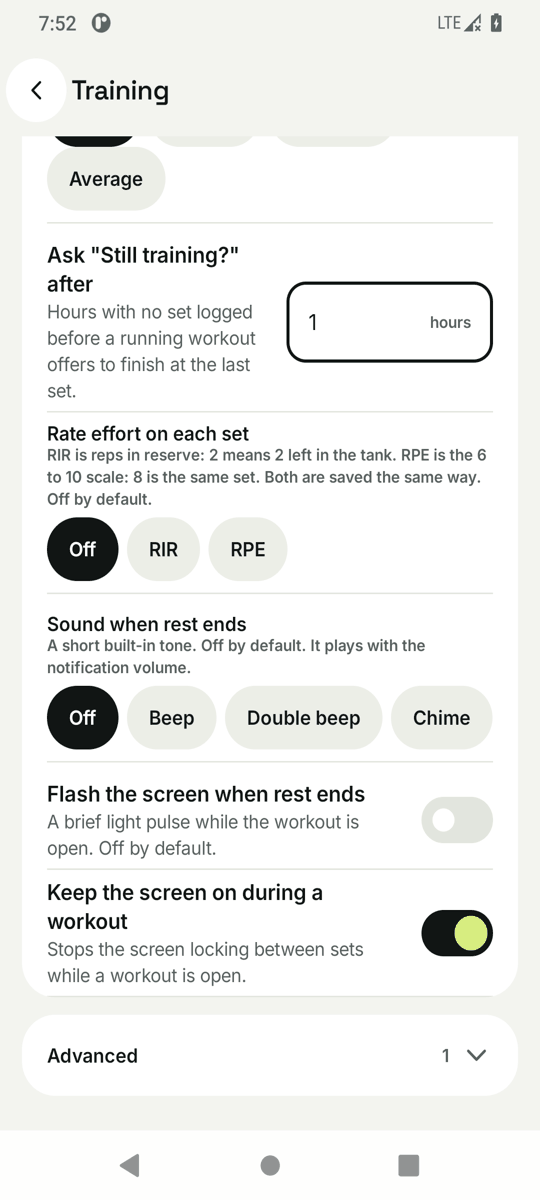 7:52
LTE
Training
Average
Ask "Still training?"
after
Hours with no set logged
before a running workout
offers to finish at the last
set.
1 hours
Rate effort on each set
RIR is reps in reserve: 2 means 2 left in the tank. RPE is the 6
to 10 scale: 8 is the same set. Both are saved the same way.
Off by default.
Off RIR RPE
Sound when rest ends
A short built-in tone. Off by default. It plays with the
notification volume.
Off Beep Double beep Chime
Flash the screen when rest ends
A brief light pulse while the workout is
open. Off by default.
Keep the screen on during a
workout
Stops the screen locking between sets
while a workout is open.
Advanced 1